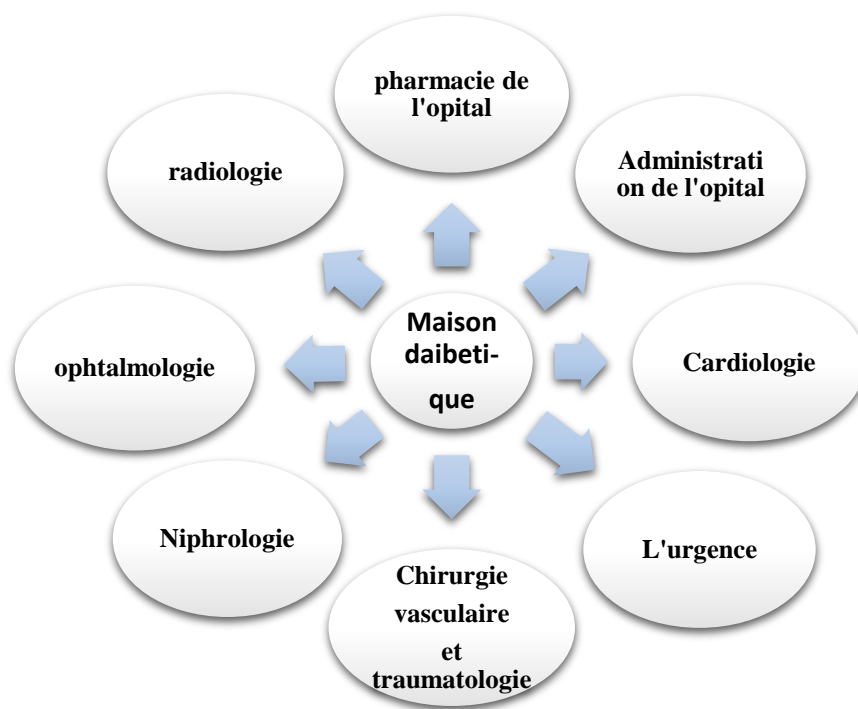 pharmacie de
l'opital
radiologie
Administrati
on de l'opital
Maison
daibeti-
que
ophtalmologie
Cardiologie
Niphrologie
L'urgence
Chirurgie
vasculaire
et
traumatologie